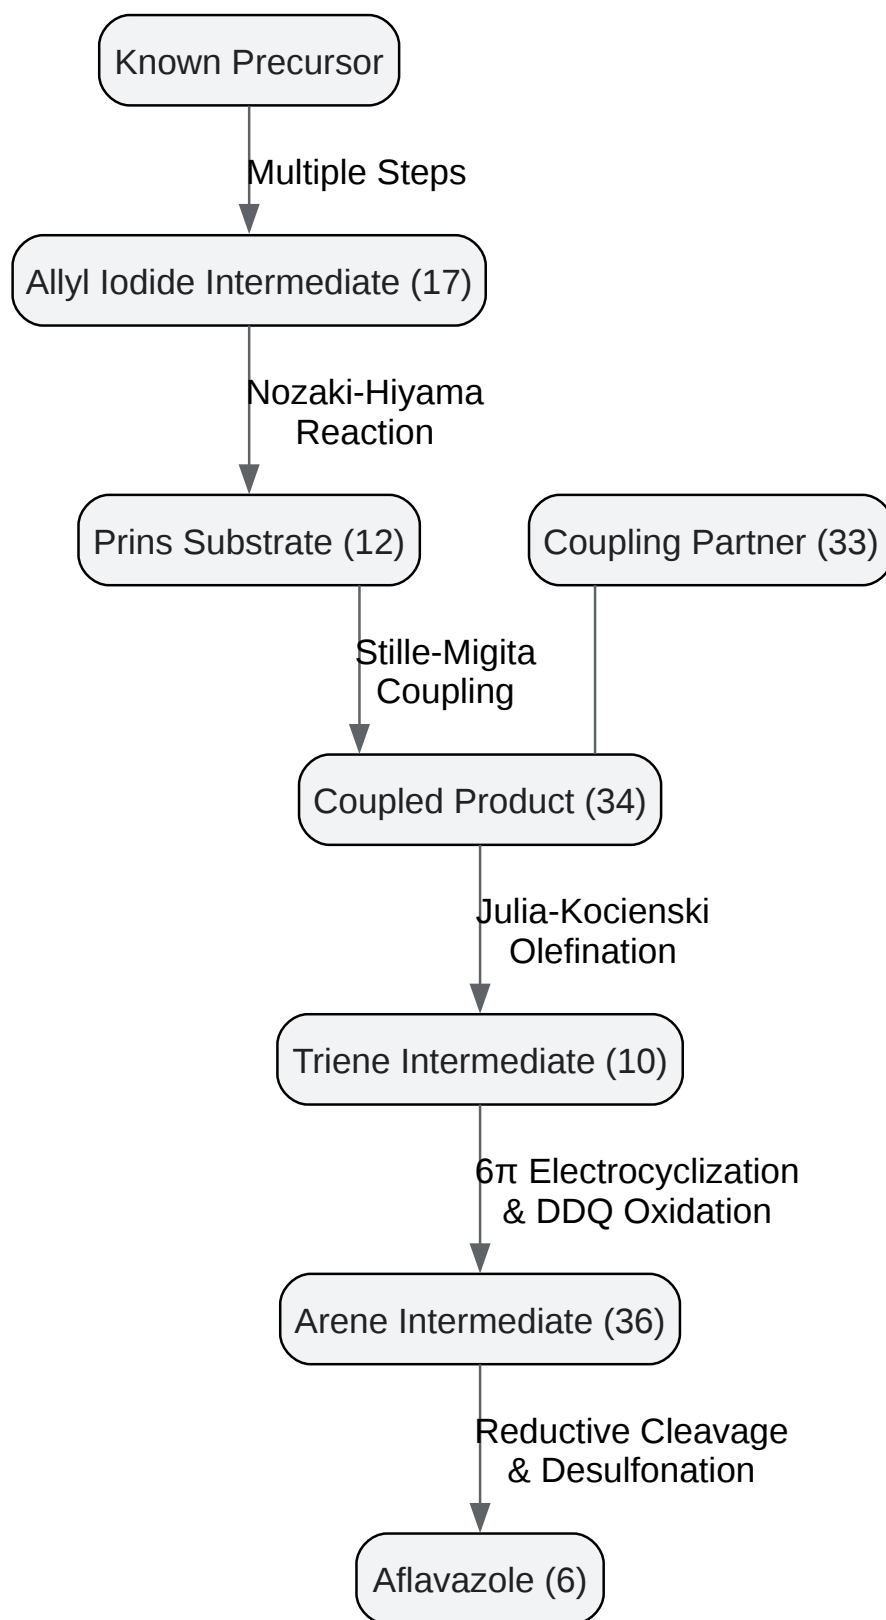 Known Precursor
Multiple Steps
Allyl Iodide Intermediate (17)
Nozaki-Hiyama
Reaction
Prins Substrate (12)
Coupling Partner (33)
Stille-Migita
Coupling
Coupled Product (34)
Julia-Kocienski
Olefination
Triene Intermediate (10)
6π Electrocyclization
& DDQ Oxidation
Arene Intermediate (36)
Reductive Cleavage
& Desulfonation
Aflavazole (6)